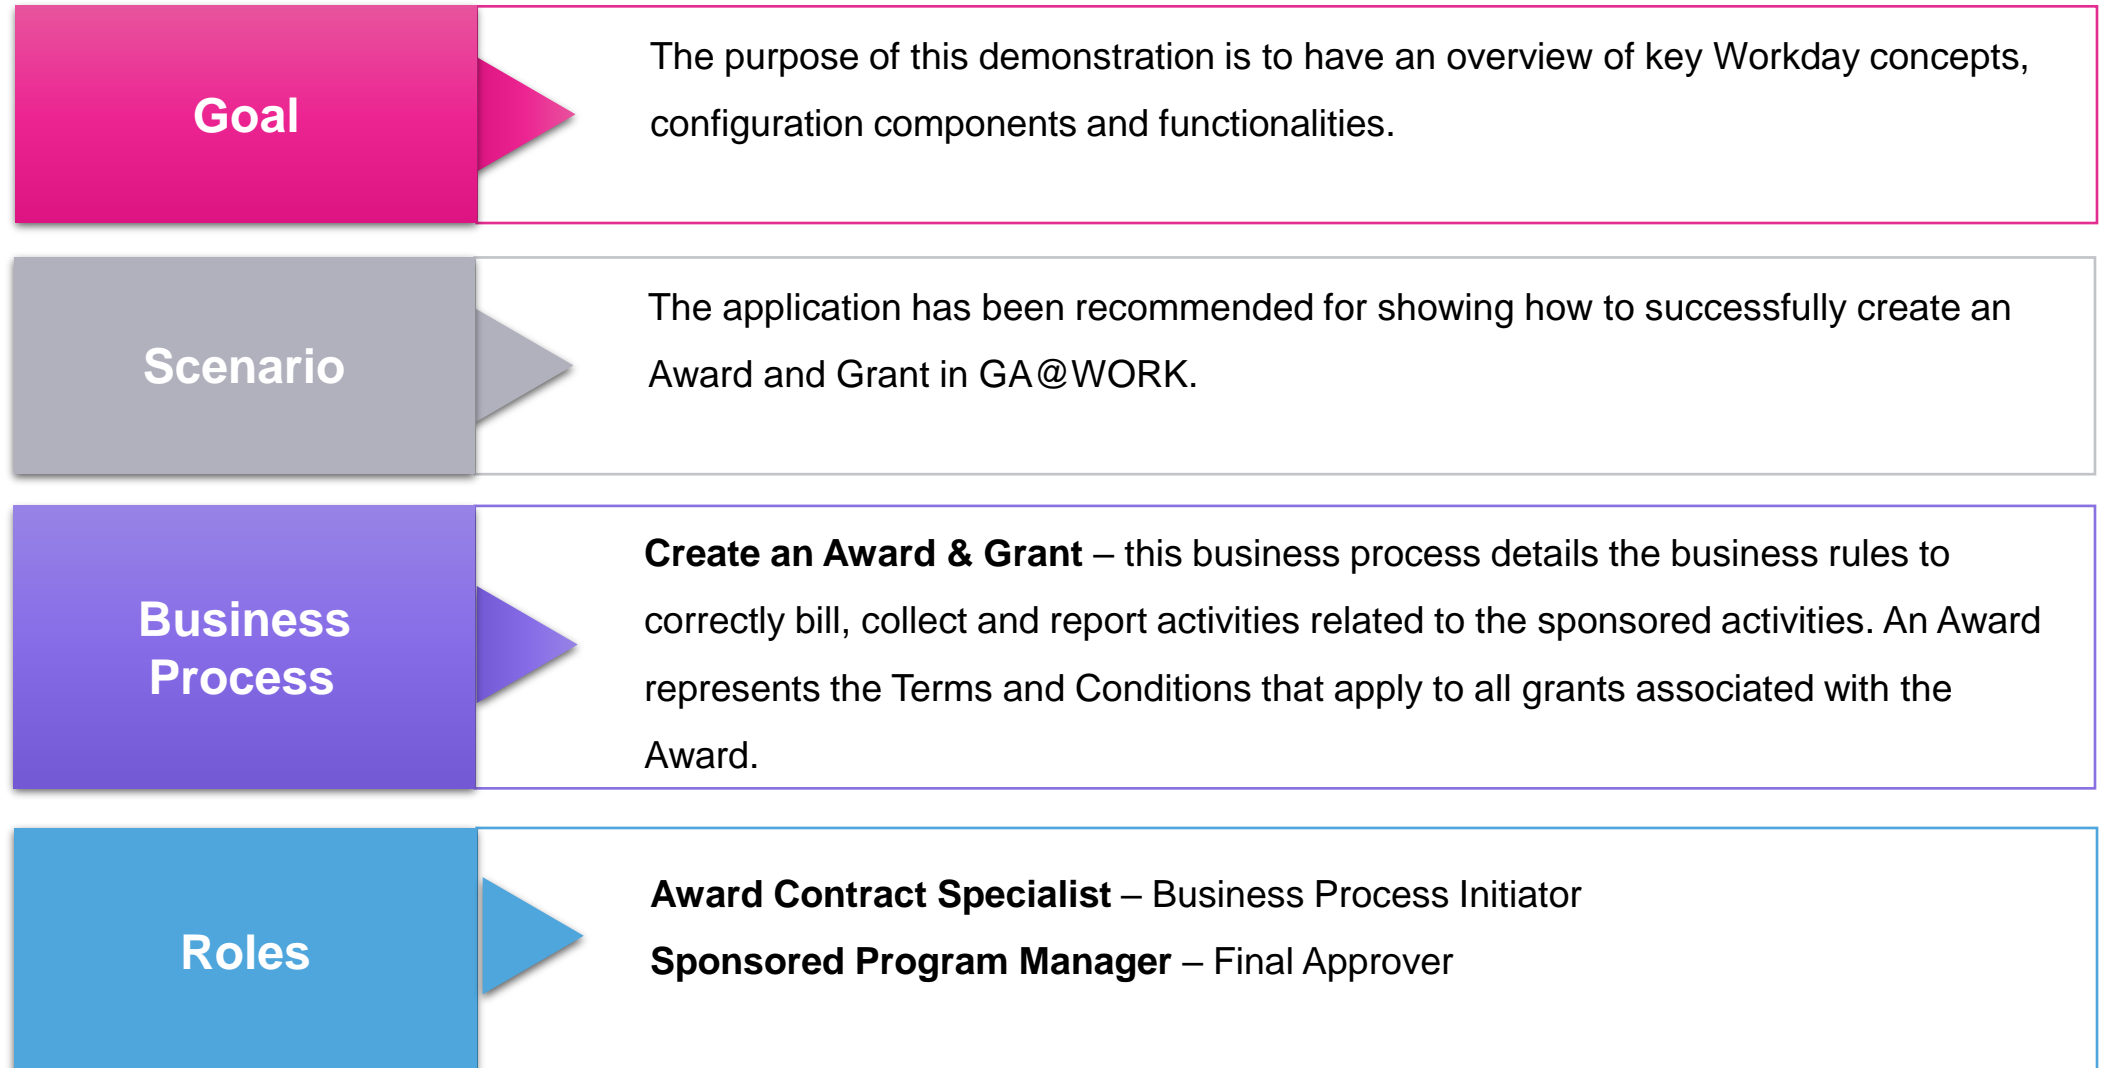 Goal
The purpose of this demonstration is to have an overview of key Workday concepts,
configuration components and functionalities.
Scenario
The application has been recommended for showing how to successfully create an
Award and Grant in GA@WORK.
Business
Process
Create an Award & Grant – this business process details the business rules to
correctly bill, collect and report activities related to the sponsored activities. An Award
represents the Terms and Conditions that apply to all grants associated with the
Award.
Roles
Award Contract Specialist – Business Process Initiator
Sponsored Program Manager – Final Approver